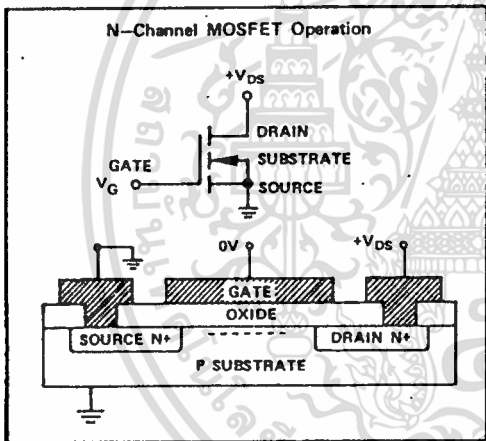 N-Channel MOSFET Operation
+VDS
DRAIN
SUBSTRATE
SOURCE
GATE
VG
0V
+VDS
GATE
OXIDE
SOURCE N+
DRAIN N+
P SUBSTRATE